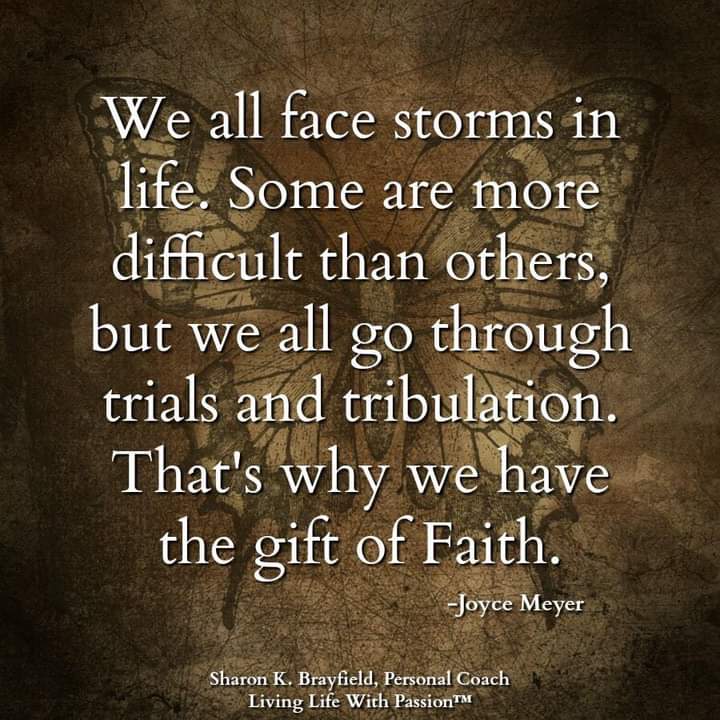 We all face storms in
life. Some are more
difficult than others,
but we all go through
trials and tribulation.
That's why we have
the gift of Faith.
-Joyce Meyer
Sharon K. Brayfield, Personal Coach
Living Life With Passion™